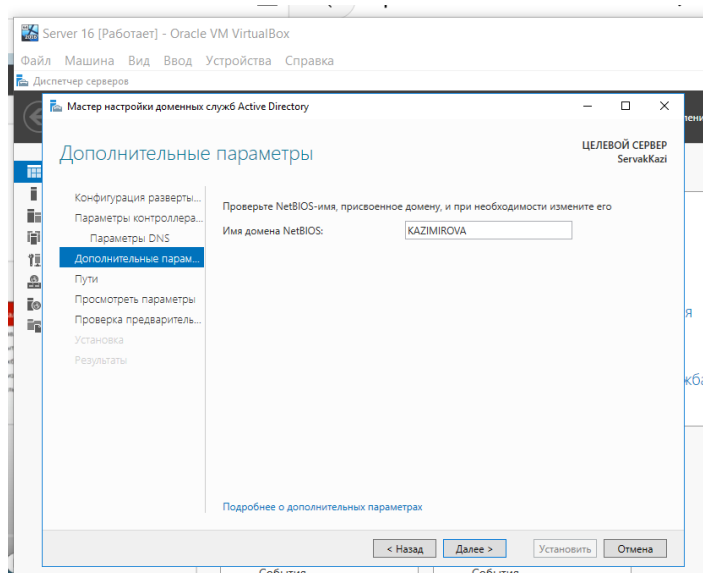 Server 16 [Работает] - Oracle VM VirtualBox
Файл Машина Вид Ввод Устройства Справка
Диспетчер серверов
Мастер настройки доменных служб Active Directory
Дополнительные параметры
ЦЕЛЕВОЙ СЕРВЕР
ServakKazi
Конфигурация разверты...
Параметры контроллера...
Параметры DNS
Дополнительные парам...
Пути
Просмотреть параметры
Проверка предваритель...
Установка
Результаты
Проверьте NetBIOS-имя, присвоенное домену, и при необходимости измените его
Имя домена NetBIOS:
KAZIMIROVA
Подробнее о дополнительных параметрах
< Назад
Далее >
Установить
Отмена
События
События